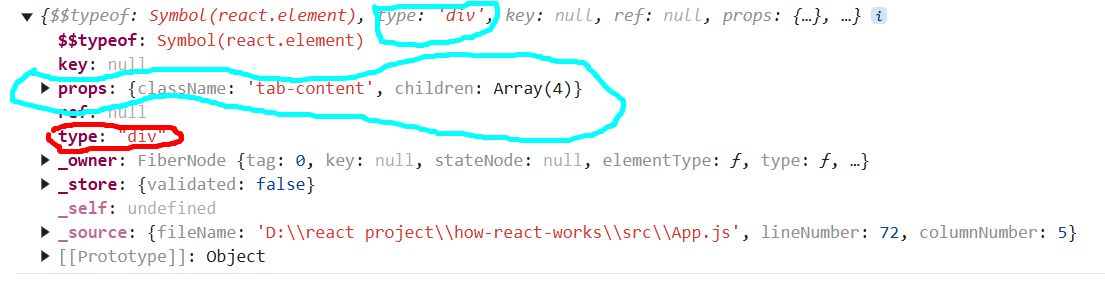 {$$typeof: Symbol(react.element), type: 'div', key: null, ref: null, props: {…}, …} i
$$typeof: Symbol(react.element)
key: null
props: {className: 'tab-content', children: Array(4)}
ref: null
type: "div"
_owner: FiberNode {tag: 0, key: null, stateNode: null, elementType: ƒ, type: ƒ, …}
_store: {validated: false}
_self: undefined
_source: {fileName: 'D:\\react project\\how-react-works\\src\\App.js', lineNumber: 72, columnNumber: 5}
[[Prototype]]: Object